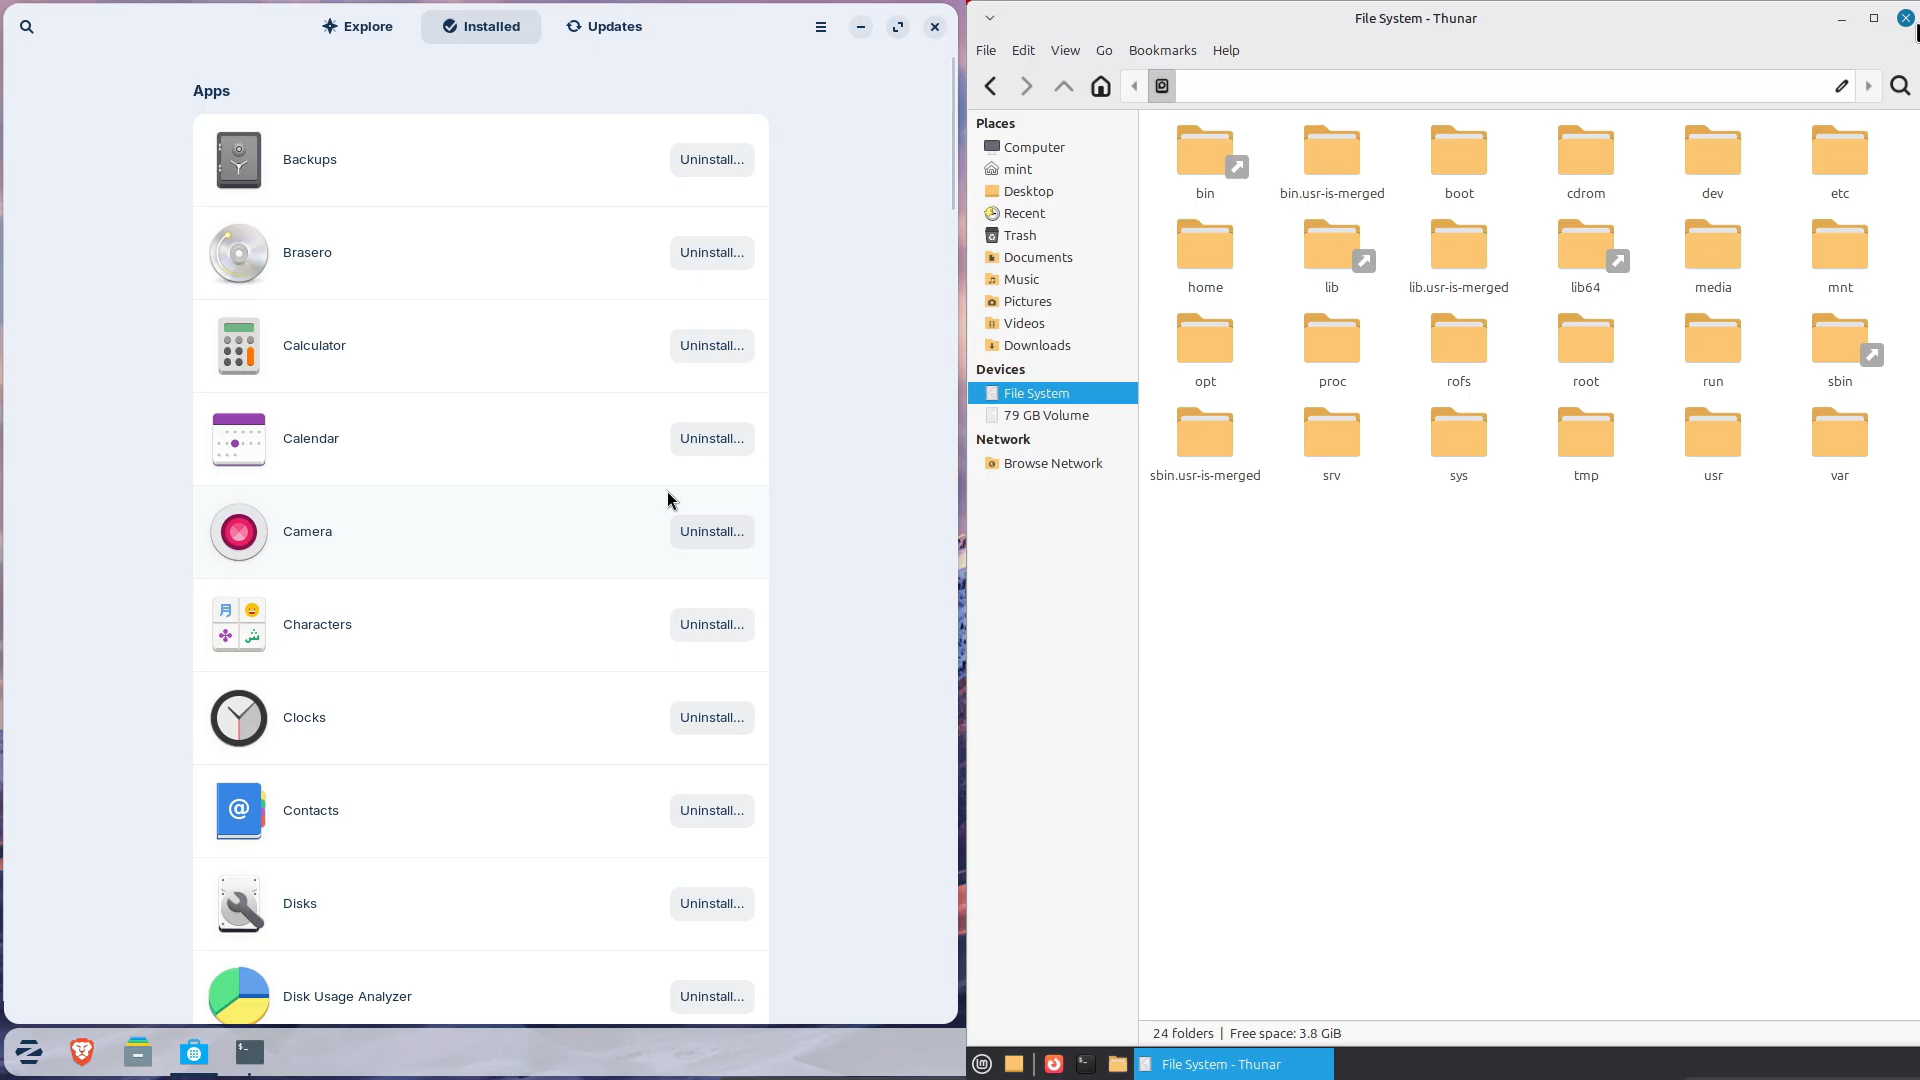 Explore
Installed
Updates
Apps
Backups
Uninstall...
Brasero
Uninstall...
Calculator
Uninstall...
Calendar
Uninstall...
Camera
Uninstall...
Characters
Uninstall...
Clocks
Uninstall...
@
Contacts
Uninstall...
Disks
Uninstall...
Disk Usage Analyzer
Uninstall...
File System - Thunar
File Edit View Go Bookmarks Help
Places
Computer
mint
Desktop
Recent
Trash
Documents
Music
Pictures
Videos
Downloads
Devices
File System
79 GB Volume
Network
Browse Network
bin bin.usr-is-merged boot cdrom dev etc
home lib lib.usr-is-merged lib64 media mnt
opt proc rofs root run sbin
sbin.usr-is-merged srv sys tmp usr var
24 folders | Free space: 3.8 GiB
File System - Thunar